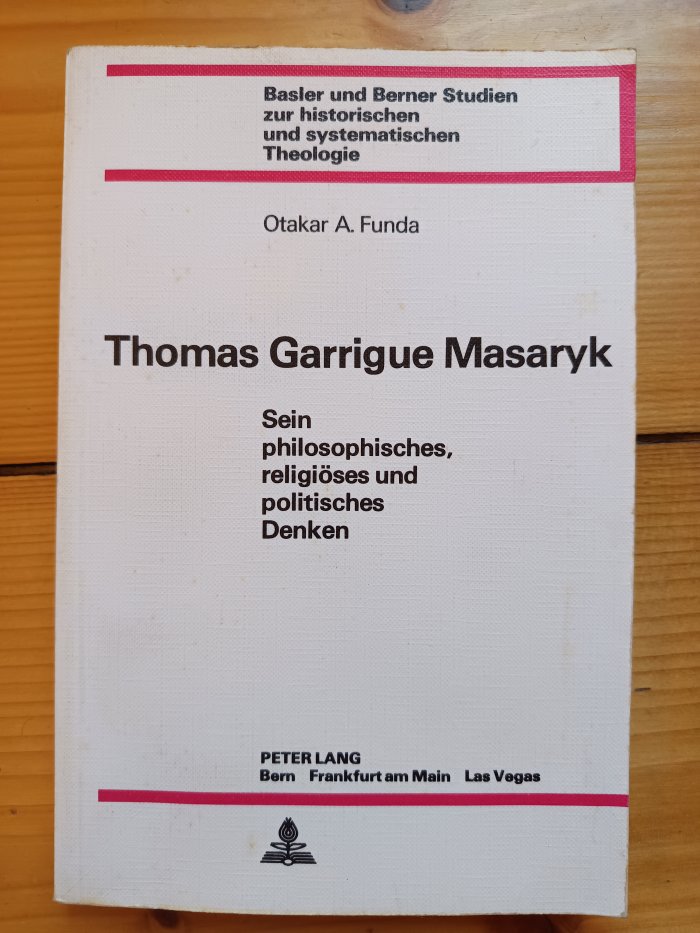 Basler und Berner Studien
zur historischen
und systematischen
Theologie
Otakar A. Funda
Thomas Garrigue Masaryk
Sein
philosophisches,
religiöses und
politisches
Denken
PETER LANG
Bern Frankfurt am Main Las Vegas